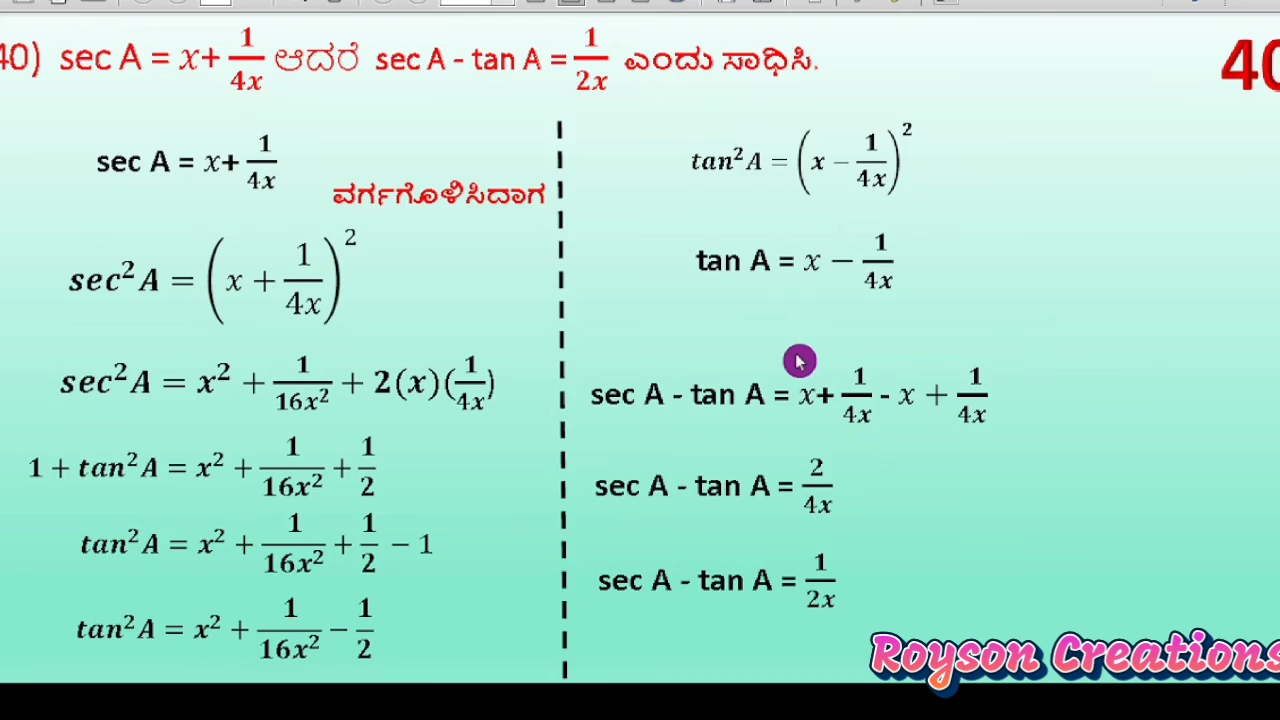 40) sec A = x+ 1/4x ಆದರೆ sec A - tan A = 1/2x ಎಂದು ಸಾಧಿಸಿ.
40
sec A = x+ 1/4x
ವರ್ಗಗೊಳಿಸಿದಾಗ
sec²A = (x + 1/4x)²
sec²A = x² + 1/16x² + 2(x)(1/4x)
1 + tan²A = x² + 1/16x² + 1/2
tan²A = x² + 1/16x² + 1/2 − 1
tan²A = x² + 1/16x² − 1/2
tan²A = (x − 1/4x)²
tan A = x − 1/4x
sec A - tan A = x+ 1/4x - x + 1/4x
sec A - tan A = 2/4x
sec A - tan A = 1/2x
Royson Creations